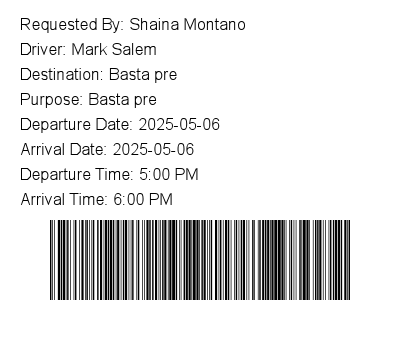 Requested By: Shaina Montano
Driver: Mark Salem
Destination: Basta pre
Purpose: Basta pre
Departure Date: 2025-05-06
Arrival Date: 2025-05-06
Departure Time: 5:00 PM
Arrival Time: 6:00 PM